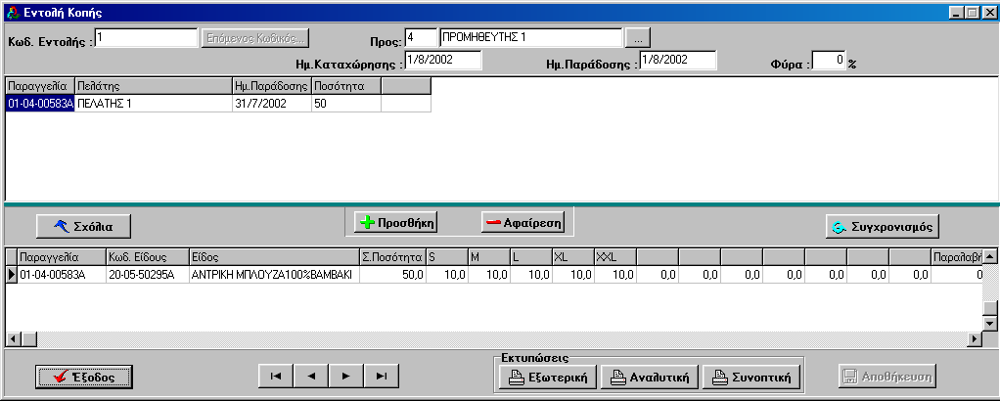 Εντολή Κοπής
Κωδ. Εντολής : 1 Επόμενος Κωδικός... Προς: 4 ΠΡΟΜΗΘΕΥΤΗΣ 1 ...
Ημ.Καταχώρησης : 1/8/2002 Ημ.Παράδοσης : 1/8/2002 Φύρα : 0 %
Παραγγελία Πελάτης Ημ.Παράδοσης Ποσότητα
01-04-00583Α ΠΕΛΑΤΗΣ 1 31/7/2002 50
Σχόλια Προσθήκη Αφαίρεση Συγχρονισμός
Παραγγελία Κωδ. Είδους Είδος Σ.Ποσότητα S M L XL XXL Παραλαβή
01-04-00583Α 20-05-50295Α ΑΝΤΡΙΚΗ ΜΠΛΟΥΖΑ100%ΒΑΜΒΑΚΙ 50,0 10,0 10,0 10,0 10,0 10,0 0,0 0,0 0,0 0,0 0,0 0,0 0,0 0
Εκτυπώσεις
Έξοδος Εξωτερική Αναλυτική Συνοπτική Αποθήκευση